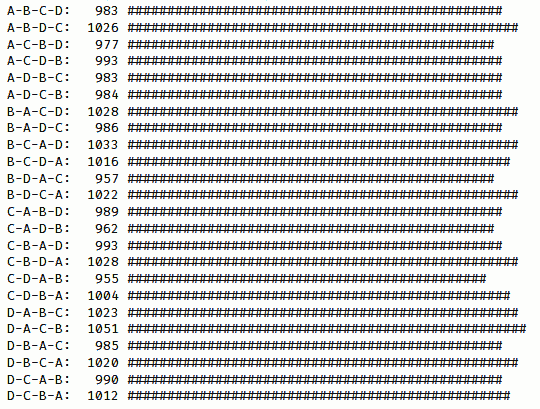 A-B-C-D:   983 ###############################################
A-B-D-C:  1026 #################################################
A-C-B-D:   977 ##############################################
A-C-D-B:   993 ###############################################
A-D-B-C:   983 ###############################################
A-D-C-B:   984 ###############################################
B-A-C-D:  1028 #################################################
B-A-D-C:   986 ###############################################
B-C-A-D:  1033 #################################################
B-C-D-A:  1016 ################################################
B-D-A-C:   957 ##############################################
B-D-C-A:  1022 #################################################
C-A-B-D:   989 ###############################################
C-A-D-B:   962 ##############################################
C-B-A-D:   993 ###############################################
C-B-D-A:  1028 #################################################
C-D-A-B:   955 #############################################
C-D-B-A:  1004 ################################################
D-A-B-C:  1023 #################################################
D-A-C-B:  1051 ##################################################
D-B-A-C:   985 ###############################################
D-B-C-A:  1020 #################################################
D-C-A-B:   990 ###############################################
D-C-B-A:  1012 ################################################